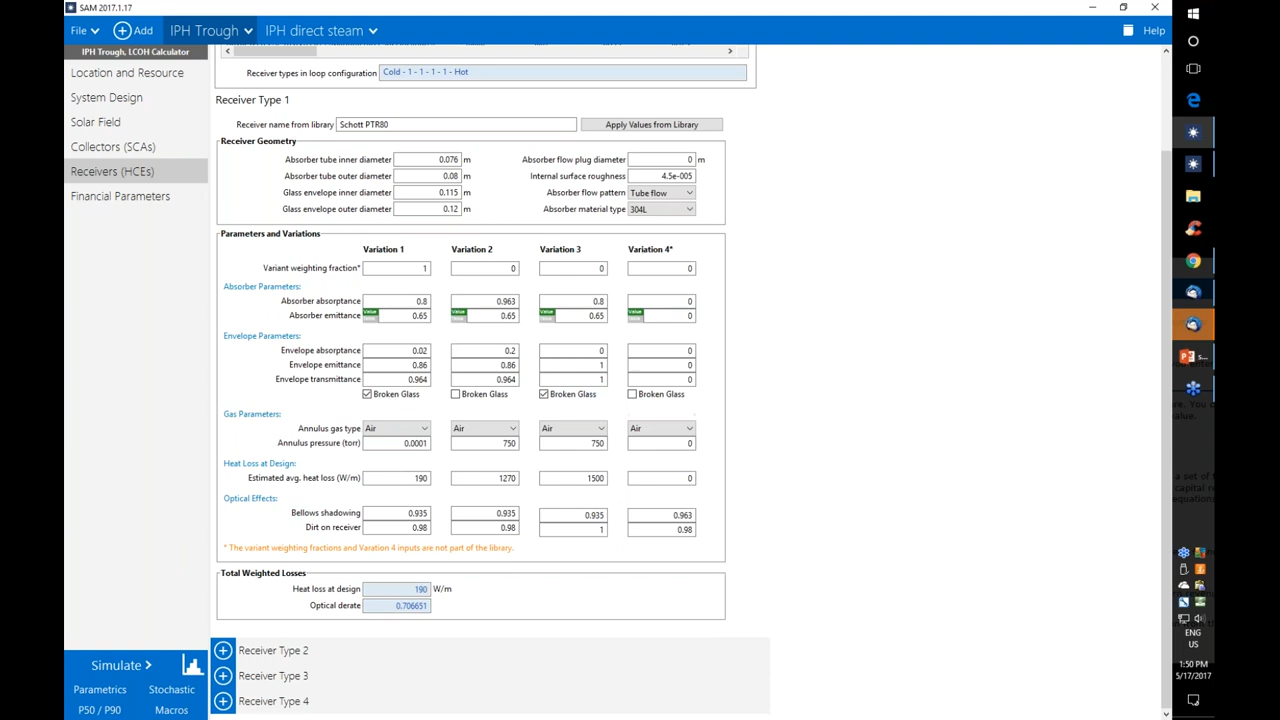 SAM 2017.1.17
File Add IPH Trough IPH direct steam Help
IPH Trough, LCOH Calculator
Location and Resource
System Design
Solar Field
Collectors (SCAs)
Receivers (HCEs)
Financial Parameters
Receiver types in loop configuration Cold - 1 - 1 - 1 - 1 - Hot
Receiver Type 1
Receiver name from library Schott PTR80 Apply Values from Library
Receiver Geometry
Absorber tube inner diameter 0.076 m Absorber flow plug diameter 0 m
Absorber tube outer diameter 0.08 m Internal surface roughness 4.5e-005
Glass envelope inner diameter 0.115 m Absorber flow pattern Tube flow
Glass envelope outer diameter 0.12 m Absorber material type 304L
Parameters and Variations
Variation 1 Variation 2 Variation 3 Variation 4*
Variant weighting fraction* 1 0 0 0
Absorber Parameters:
Absorber absorptance 0.8 0.963 0.8 0
Absorber emittance Value 0.65 Value 0.65 Value 0.65 Value 0
Envelope Parameters:
Envelope absorptance 0.02 0.2 0 0
Envelope emittance 0.86 0.86 1 0
Envelope transmittance 0.964 0.964 1 0
Broken Glass Broken Glass Broken Glass Broken Glass
Gas Parameters:
Annulus gas type Air Air Air Air
Annulus pressure (torr) 0.0001 750 750 0
Heat Loss at Design:
Estimated avg. heat loss (W/m) 190 1270 1500 0
Optical Effects:
Bellows shadowing 0.935 0.935 0.935 0.963
Dirt on receiver 0.98 0.98 1 0.98
* The variant weighting fractions and Varation 4 inputs are not part of the library.
Total Weighted Losses
Heat loss at design 190 W/m
Optical derate 0.706651
Receiver Type 2
Receiver Type 3
Receiver Type 4
Simulate >
Parametrics Stochastic
P50 / P90 Macros
s...
re. You d
value.
a set of f
capital re
equations
ENG
US
1:50 PM
5/17/2017